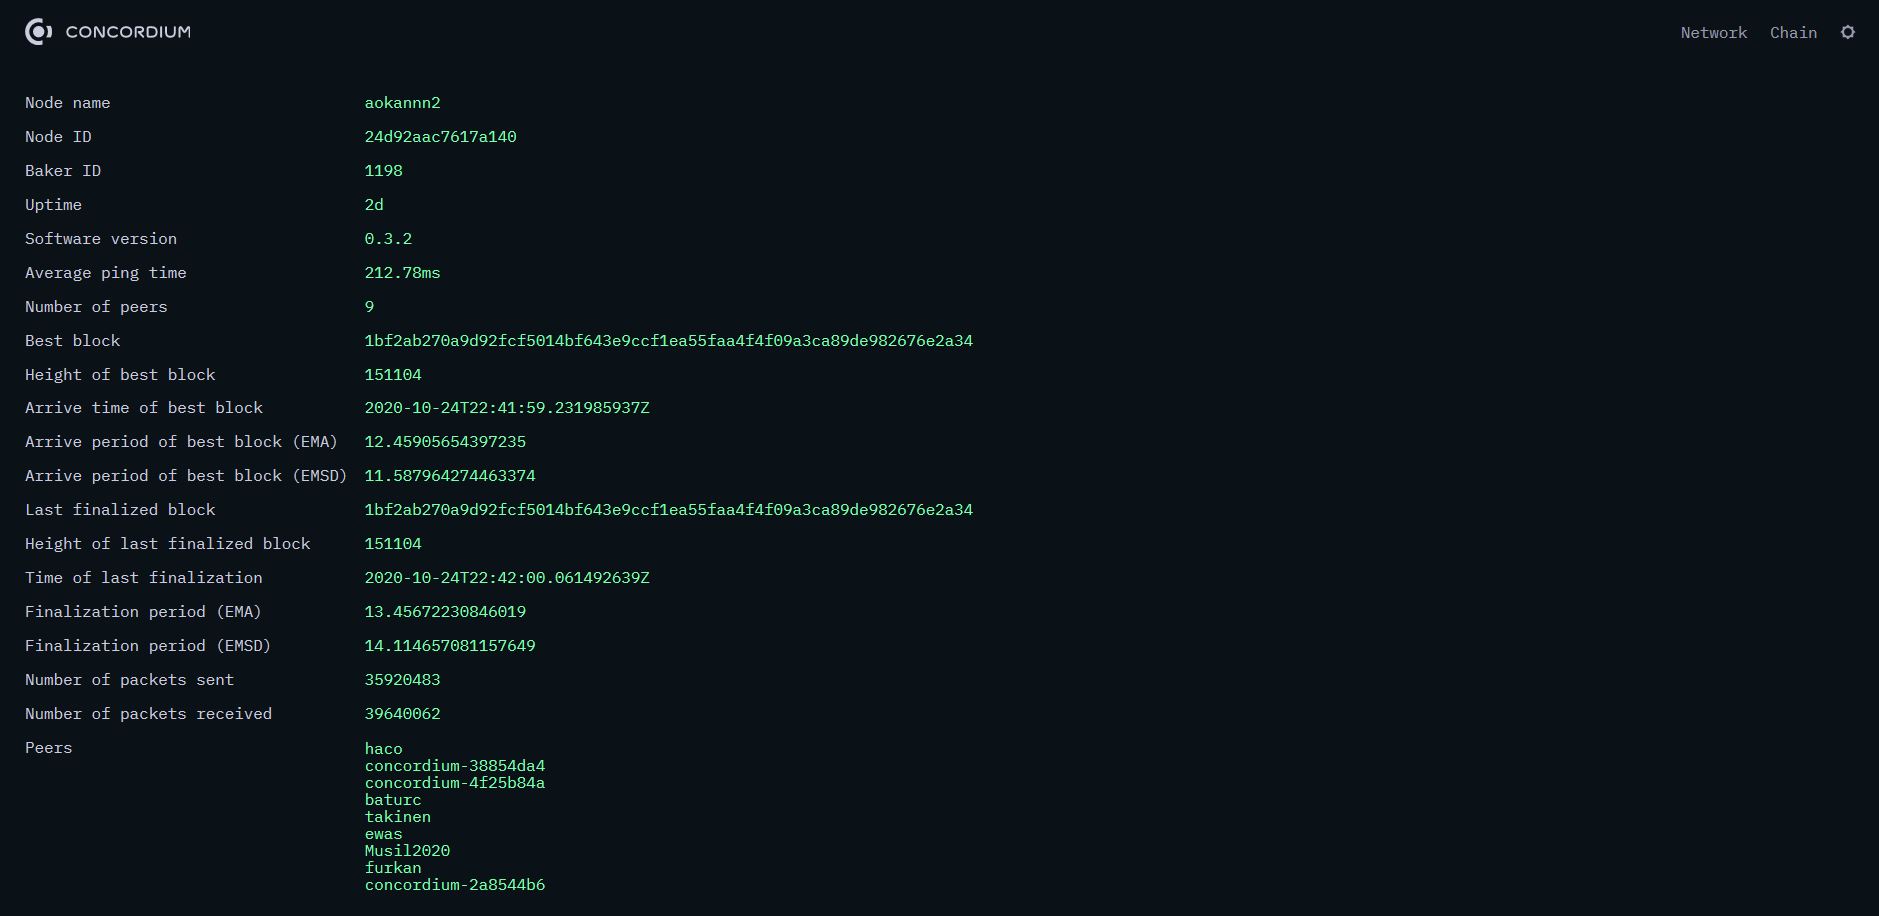 CONCORDIUM
Network Chain
Node name aokannn2
Node ID 24d92aac7617a140
Baker ID 1198
Uptime 2d
Software version 0.3.2
Average ping time 212.78ms
Number of peers 9
Best block 1bf2ab270a9d92fcf5014bf643e9ccf1ea55faa4f4f09a3ca89de982676e2a34
Height of best block 151104
Arrive time of best block 2020-10-24T22:41:59.231985937Z
Arrive period of best block (EMA) 12.45905654397235
Arrive period of best block (EMSD) 11.587964274463374
Last finalized block 1bf2ab270a9d92fcf5014bf643e9ccf1ea55faa4f4f09a3ca89de982676e2a34
Height of last finalized block 151104
Time of last finalization 2020-10-24T22:42:00.061492639Z
Finalization period (EMA) 13.45672230846019
Finalization period (EMSD) 14.114657081157649
Number of packets sent 35920483
Number of packets received 39640062
Peers haco
concordium-38854da4
concordium-4f25b84a
baturc
takinen
ewas
Musil2020
furkan
concordium-2a8544b6